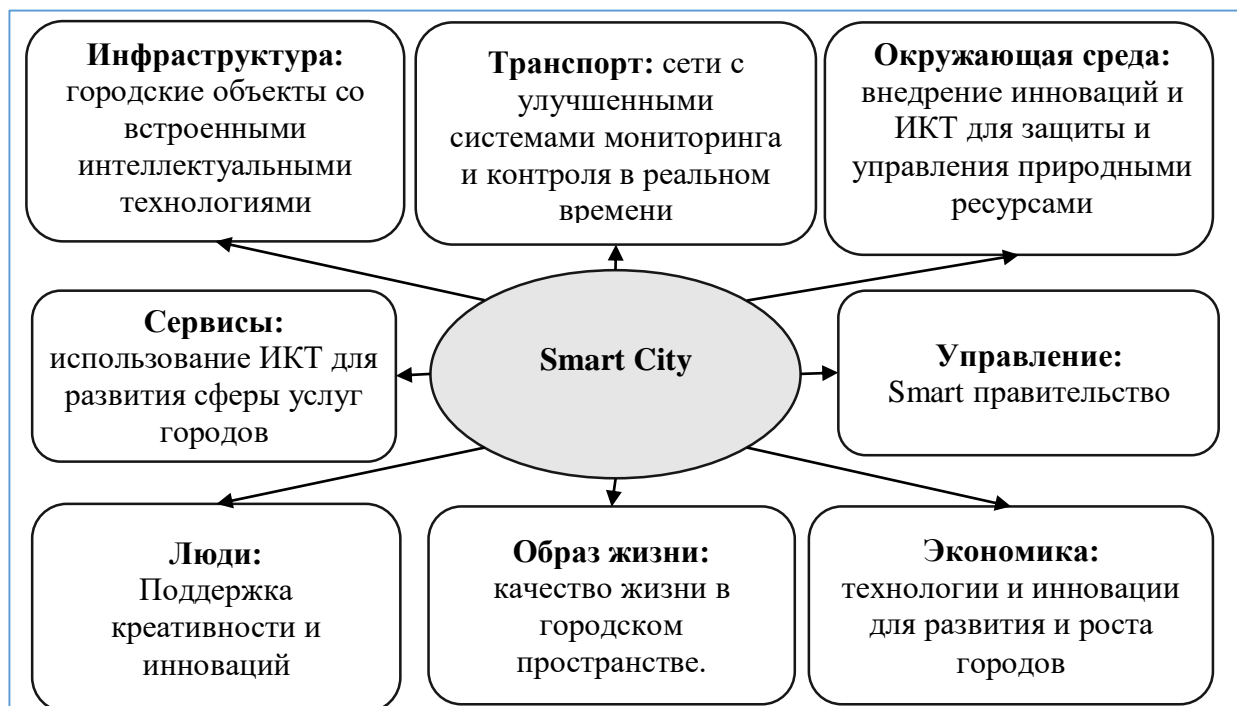 Инфраструктура:
городские объекты со
встроенными
интеллектуальными
технологиями
Транспорт: сети с
улучшенными
системами мониторинга
и контроля в реальном
времени
Окружающая среда:
внедрение инноваций и
ИКТ для защиты и
управления природными
ресурсами
Сервисы:
использование ИКТ для
развития сферы услуг
городов
Smart City
Управление:
Smart правительство
Люди:
Поддержка
креативности и
инноваций
Образ жизни:
качество жизни в
городском
пространстве.
Экономика:
технологии и инновации
для развития и роста
городов